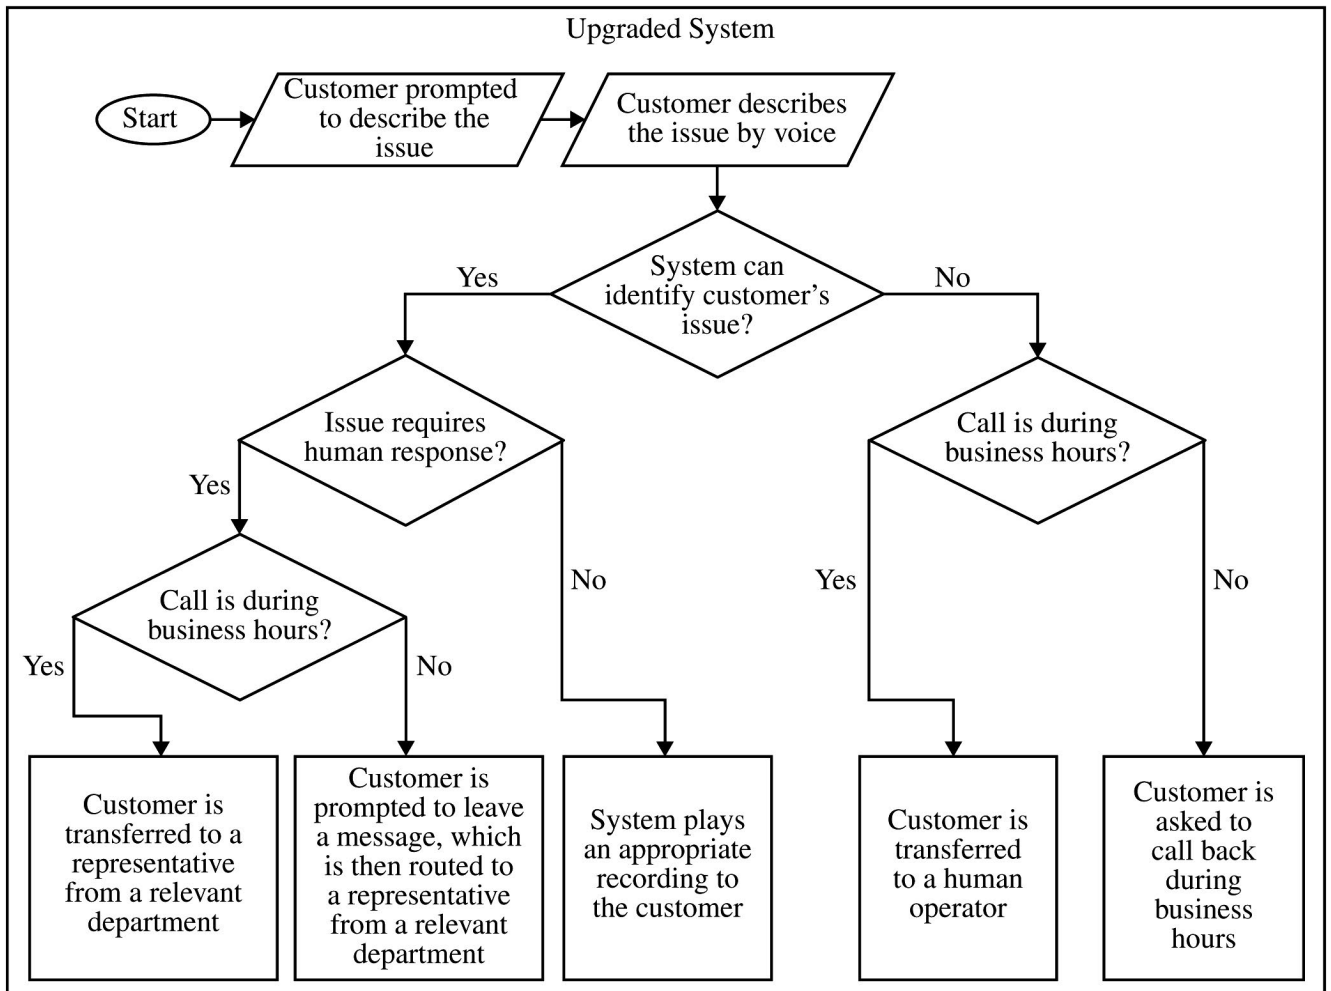 Upgraded System
Start
Customer prompted
to describe the
issue
Customer describes
the issue by voice
System can
identify customer's
issue?
Yes
No
Issue requires
human response?
Call is during
business hours?
Yes
No
Yes
No
Call is during
business hours?
Yes
No
Customer is
transferred to a
representative
from a relevant
department
Customer is
prompted to leave
a message, which
is then routed to
a representative
from a relevant
department
System plays
an appropriate
recording to
the customer
Customer is
transferred
to a human
operator
Customer is
asked to
call back
during
business
hours